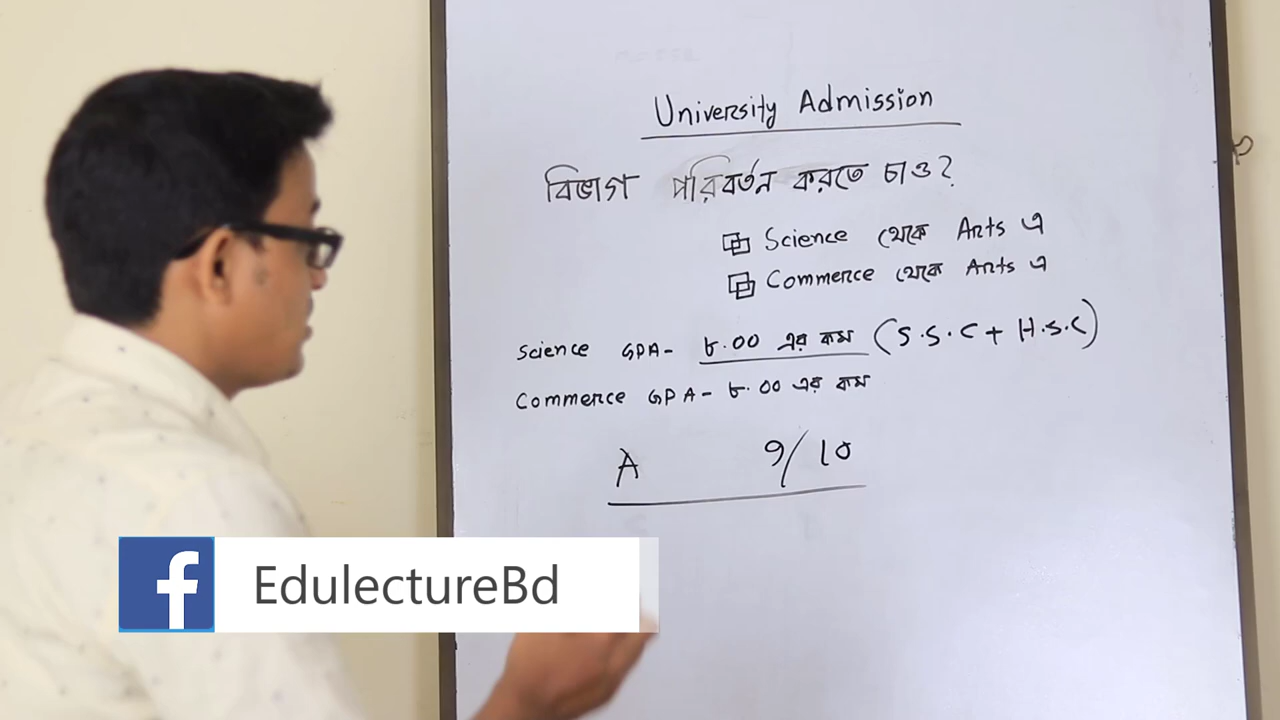 University Admission
বিভাগ পরিবর্তন করতে চাও?
Science থেকে Arts এ
Commerce থেকে Arts এ
Science GPA- ৮.০০ এর কম (S.S.C + H.S.C)
Commerce GPA- ৮.০০ এর কম
A 9/10
f EdulectureBd